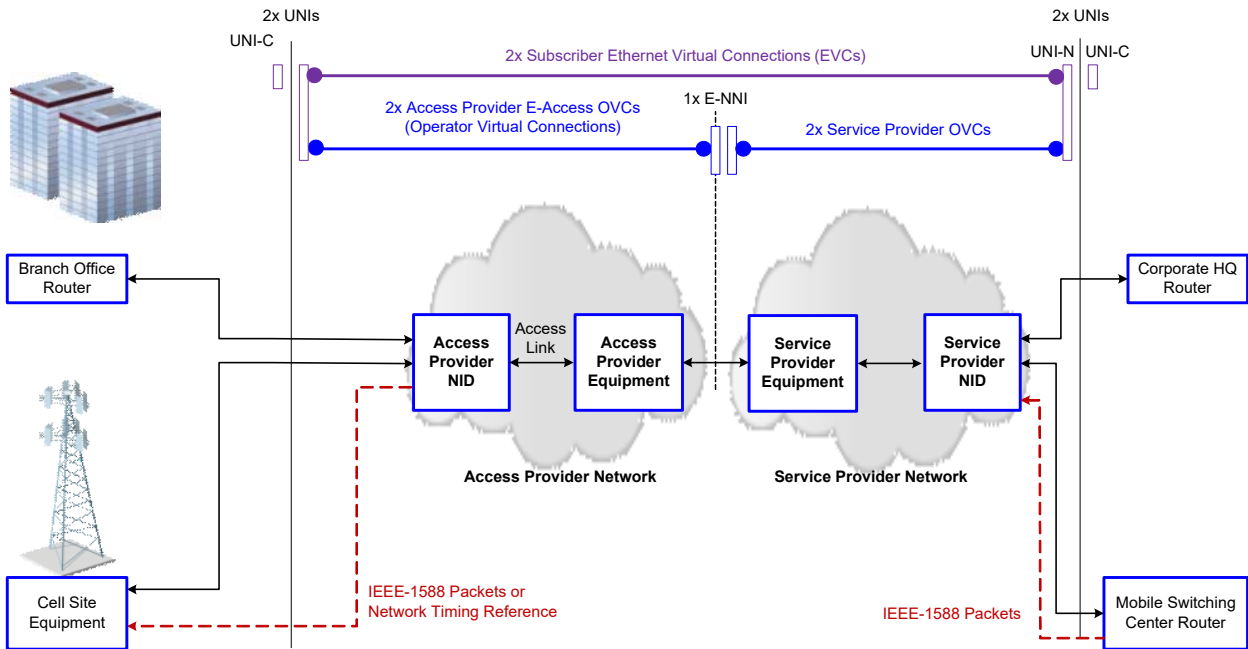 2x UNIs
2x UNIs
UNI-C
UNI-N
UNI-C
2x Subscriber Ethernet Virtual Connections (EVCs)
2x Access Provider E-Access OVCs
(Operator Virtual Connections)
1x E-NNI
2x Service Provider OVCs
Branch Office
Router
Corporate HQ
Router
Access
Provider
NID
Access
Link
Access
Provider
Equipment
Service
Provider
Equipment
Service
Provider
NID
Access Provider Network
Service Provider Network
IEEE-1588 Packets or
Network Timing Reference
IEEE-1588 Packets
Cell Site
Equipment
Mobile Switching
Center Router